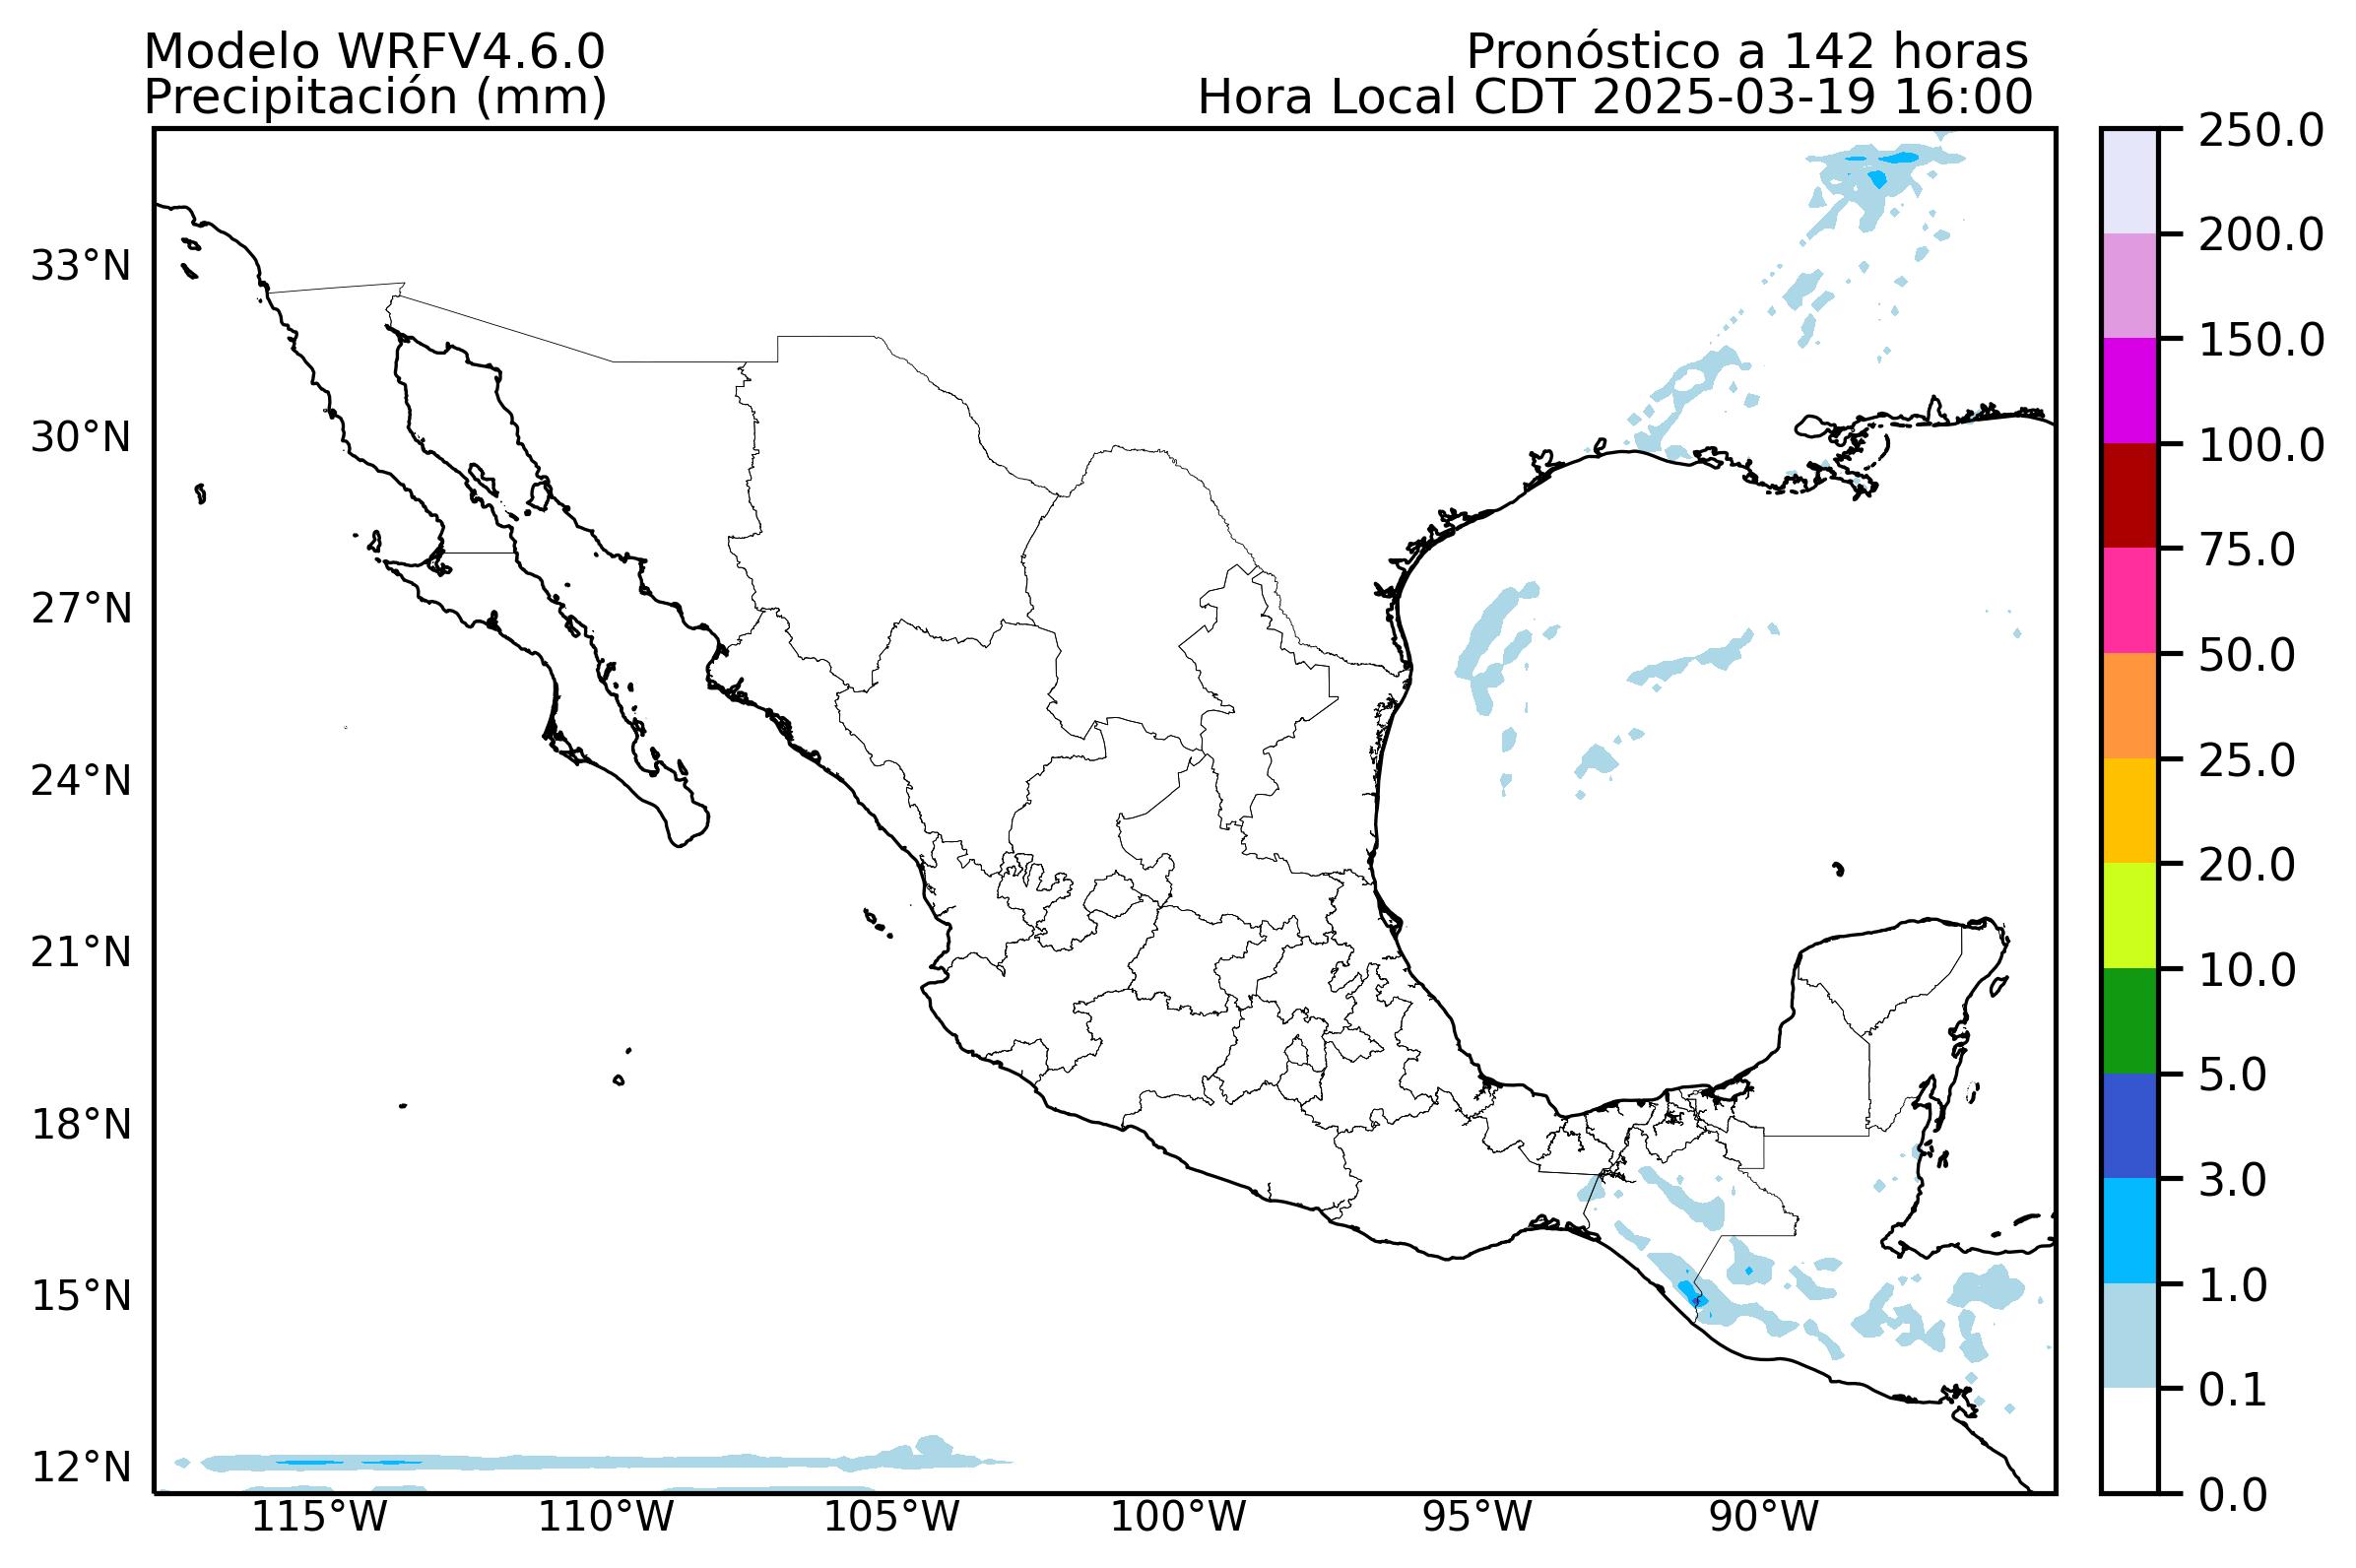 Modelo WRFV4.6.0
Pronóstico a 142 horas
Precipitación (mm)
Hora Local CDT 2025-03-19 16:00
33°N
30°N
27°N
24°N
21°N
18°N
15°N
12°N
115°W
110°W
105°W
100°W
95°W
90°W
250.0
200.0
150.0
100.0
75.0
50.0
25.0
20.0
10.0
5.0
3.0
1.0
0.1
0.0